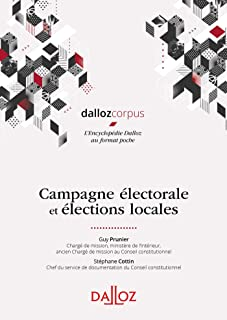 dallozcorpus
L'Encyclopédie Dalloz
au format poche
Campagne électorale
et élections locales
Guy Prunier
Chargé de mission, ministère de l'Intérieur,
ancien Chargé de mission au Conseil constitutionnel
Stéphane Cottin
Chef du service de documentation du Conseil constitutionnel
DALLOZ